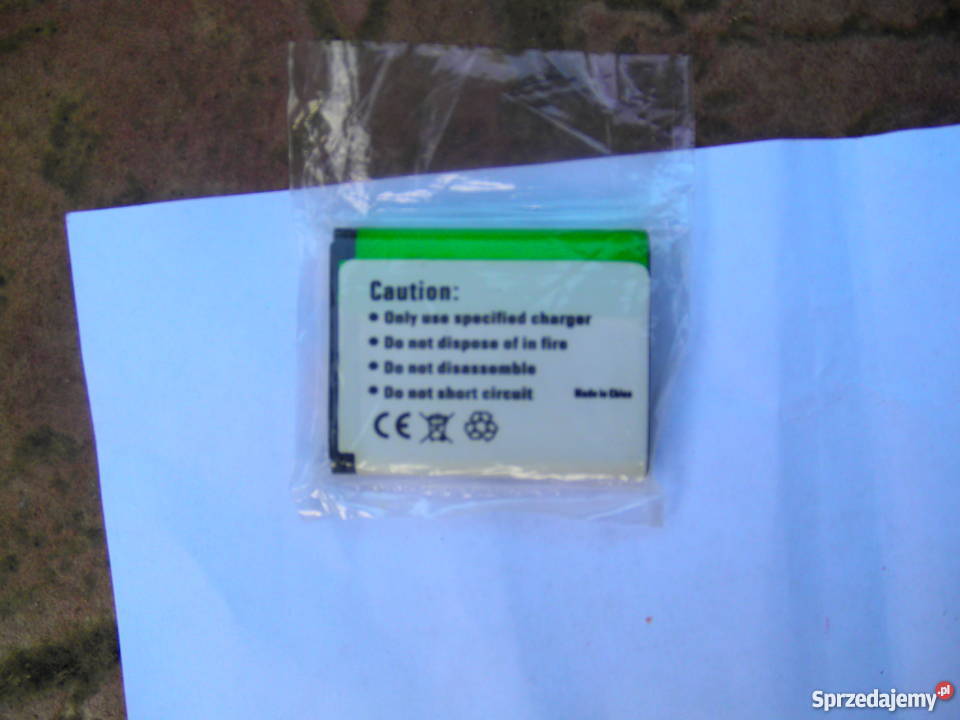 Caution:
• Only use specified charger
• Do not dispose of in fire
• Do not disassemble
• Do not short circuit
Made in China
CE
Sprzedajemy.pl